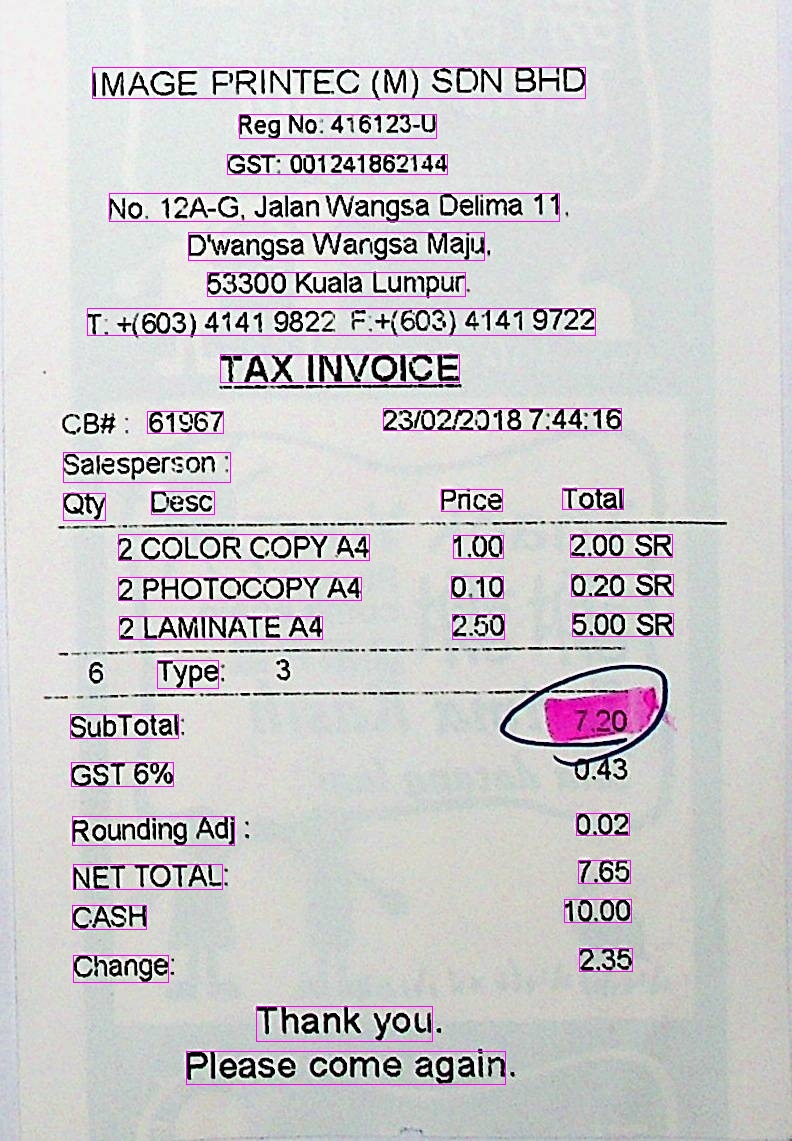 IMAGE PRINTEC (M) SDN BHD
Reg No: 416123-U
GST: 001241862144
No. 12A-G, Jalan Wangsa Delima 11,
D'wangsa Wangsa Maju,
53300 Kuala Lumpur.
T: +(603) 4141 9822 F:+(603) 4141 9722
TAX INVOICE
CB# : 61967 23/02/2018 7:44:16
Salesperson :
Qty Desc Price Total
2 COLOR COPY A4 1.00 2.00 SR
2 PHOTOCOPY A4 0.10 0.20 SR
2 LAMINATE A4 2.50 5.00 SR
6 Type: 3
SubTotal: 7.20
GST 6% 0.43
Rounding Adj : 0.02
NET TOTAL: 7.65
CASH 10.00
Change: 2.35
Thank you.
Please come again.